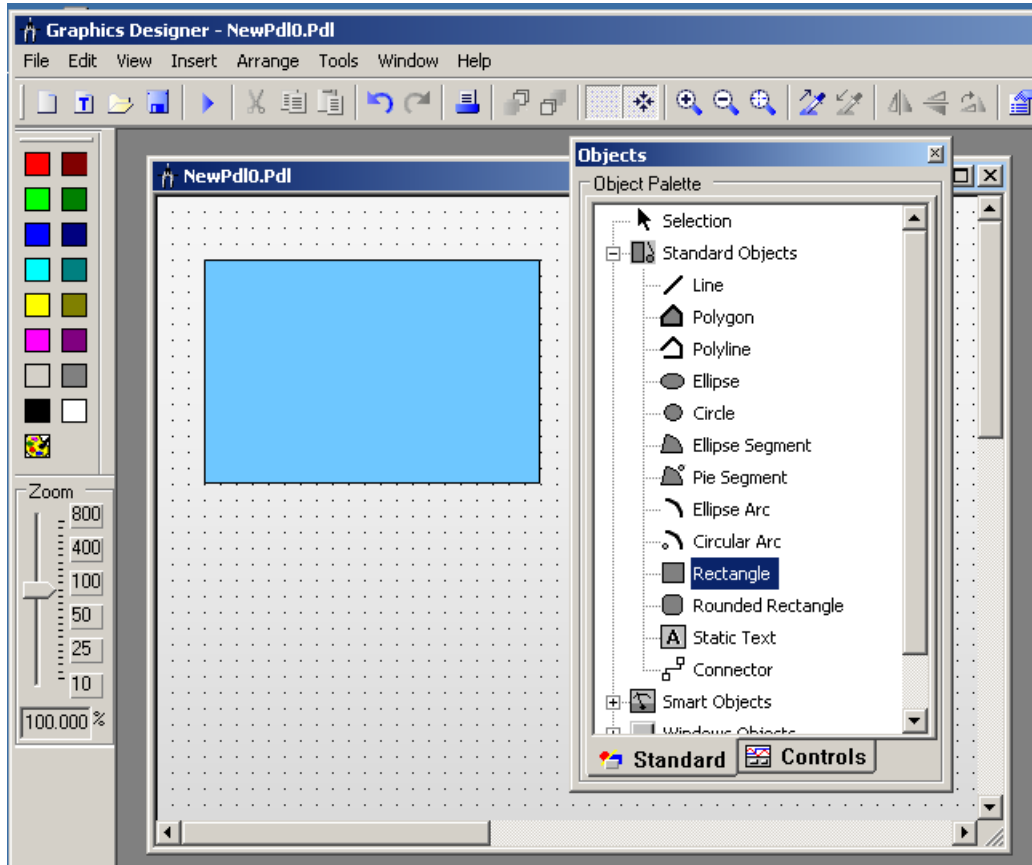 Graphics Designer - NewPdl0.Pdl
File Edit View Insert Arrange Tools Window Help
NewPdl0.Pdl
Objects
Object Palette
Selection
Standard Objects
Line
Polygon
Polyline
Ellipse
Circle
Ellipse Segment
Pie Segment
Ellipse Arc
Circular Arc
Rectangle
Rounded Rectangle
A Static Text
Connector
Smart Objects
Windows Objects
Standard Controls
Zoom
800
400
100
50
25
10
100.000 %